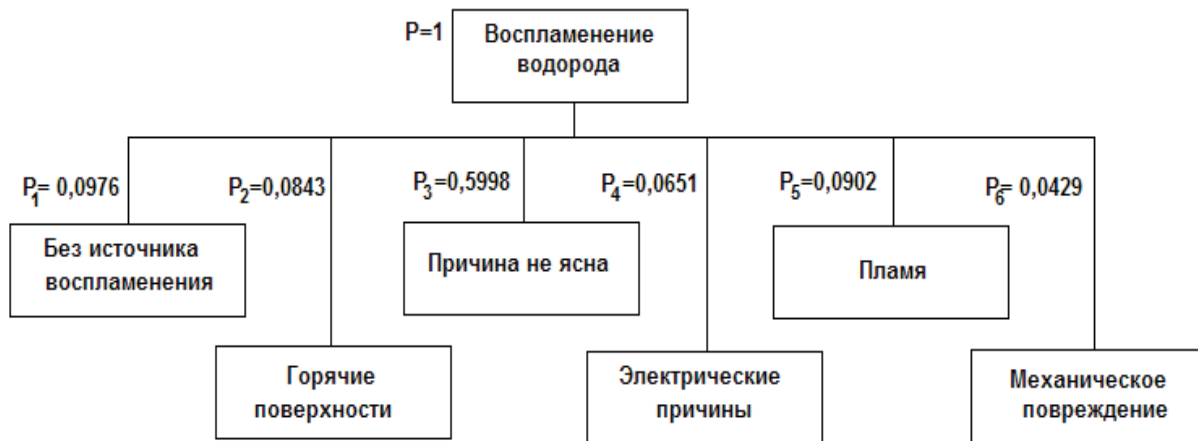 P=1
Воспламенение
водорода
P1= 0,0976
P2=0,0843
P3=0,5998
P4=0,0651
P5=0,0902
P6= 0,0429
Без источника
воспламенения
Причина не ясна
Пламя
Горячие
поверхности
Электрические
причины
Механическое
повреждение